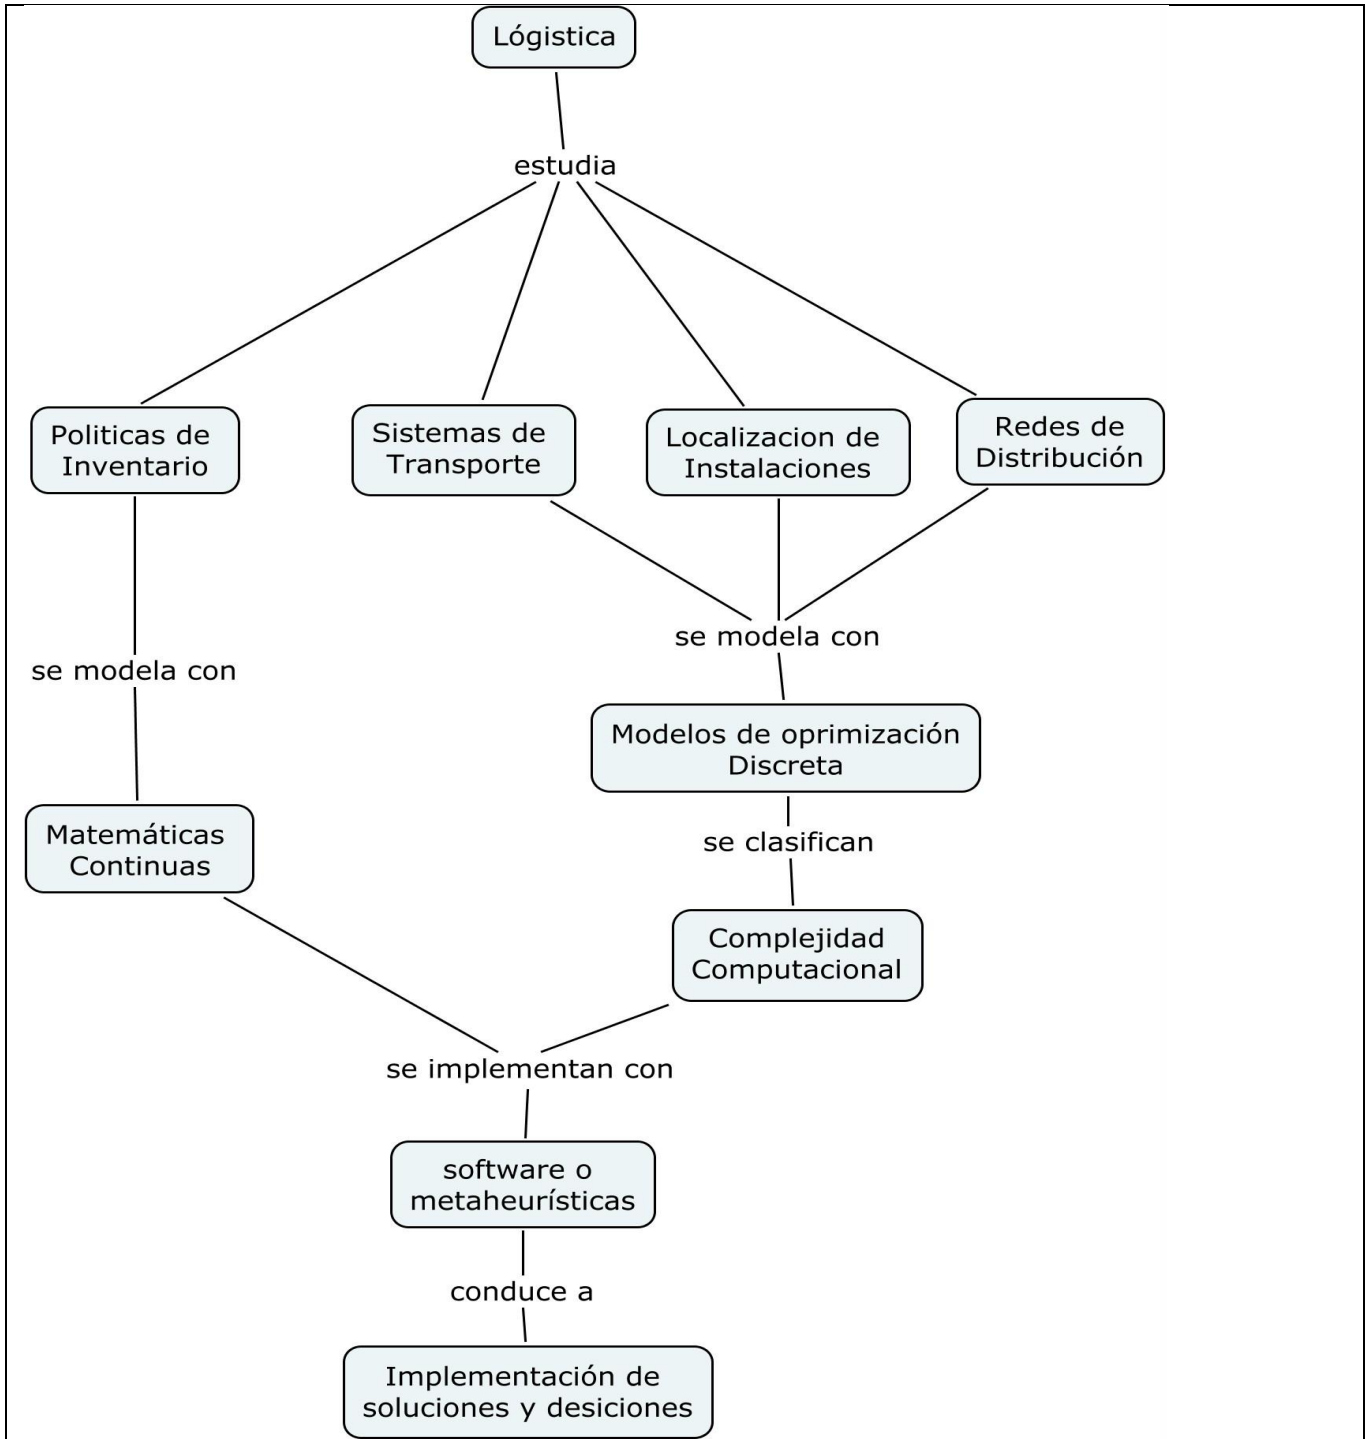 Lógistica
estudia
Politicas de
Inventario
Sistemas de
Transporte
Localizacion de
Instalaciones
Redes de
Distribución
se modela con
se modela con
Modelos de oprimización
Discreta
Matemáticas
Continuas
se clasifican
Complejidad
Computacional
se implementan con
software o
metaheurísticas
conduce a
Implementación de
soluciones y desiciones